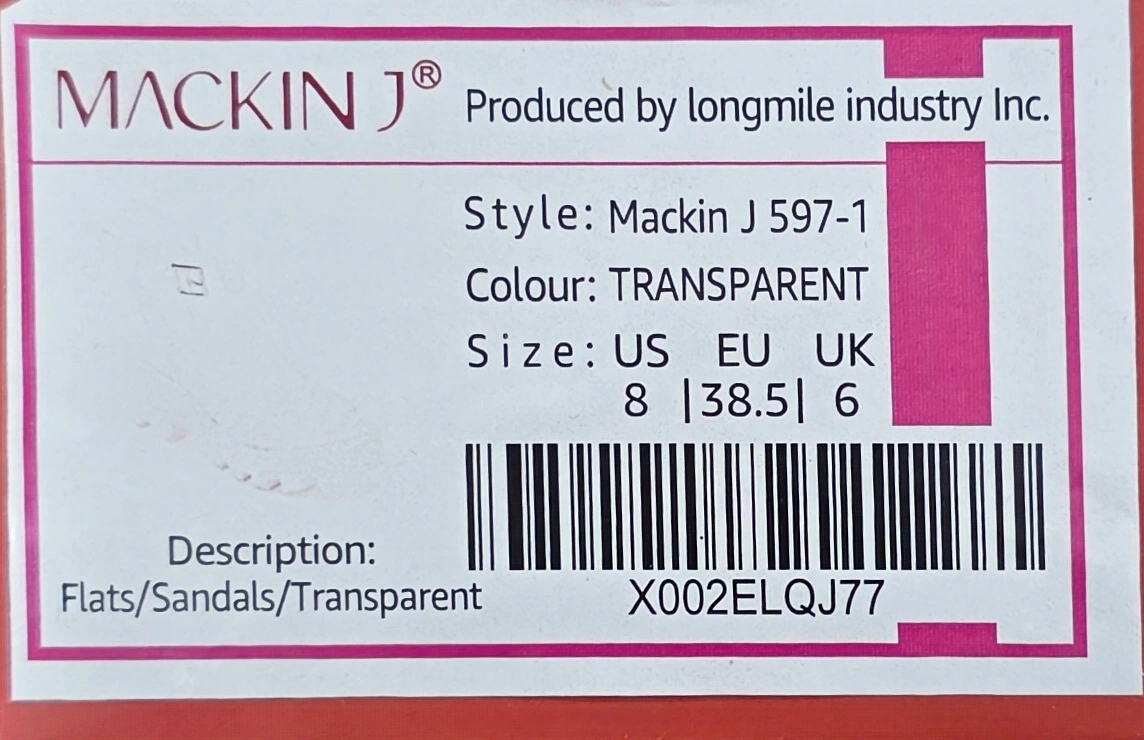 MACKIN J® Produced by longmile industry Inc.
Style: Mackin J 597-1
Colour: TRANSPARENT
Size: US EU UK
8 |38.5| 6
Description:
Flats/Sandals/Transparent
X002ELQJ77